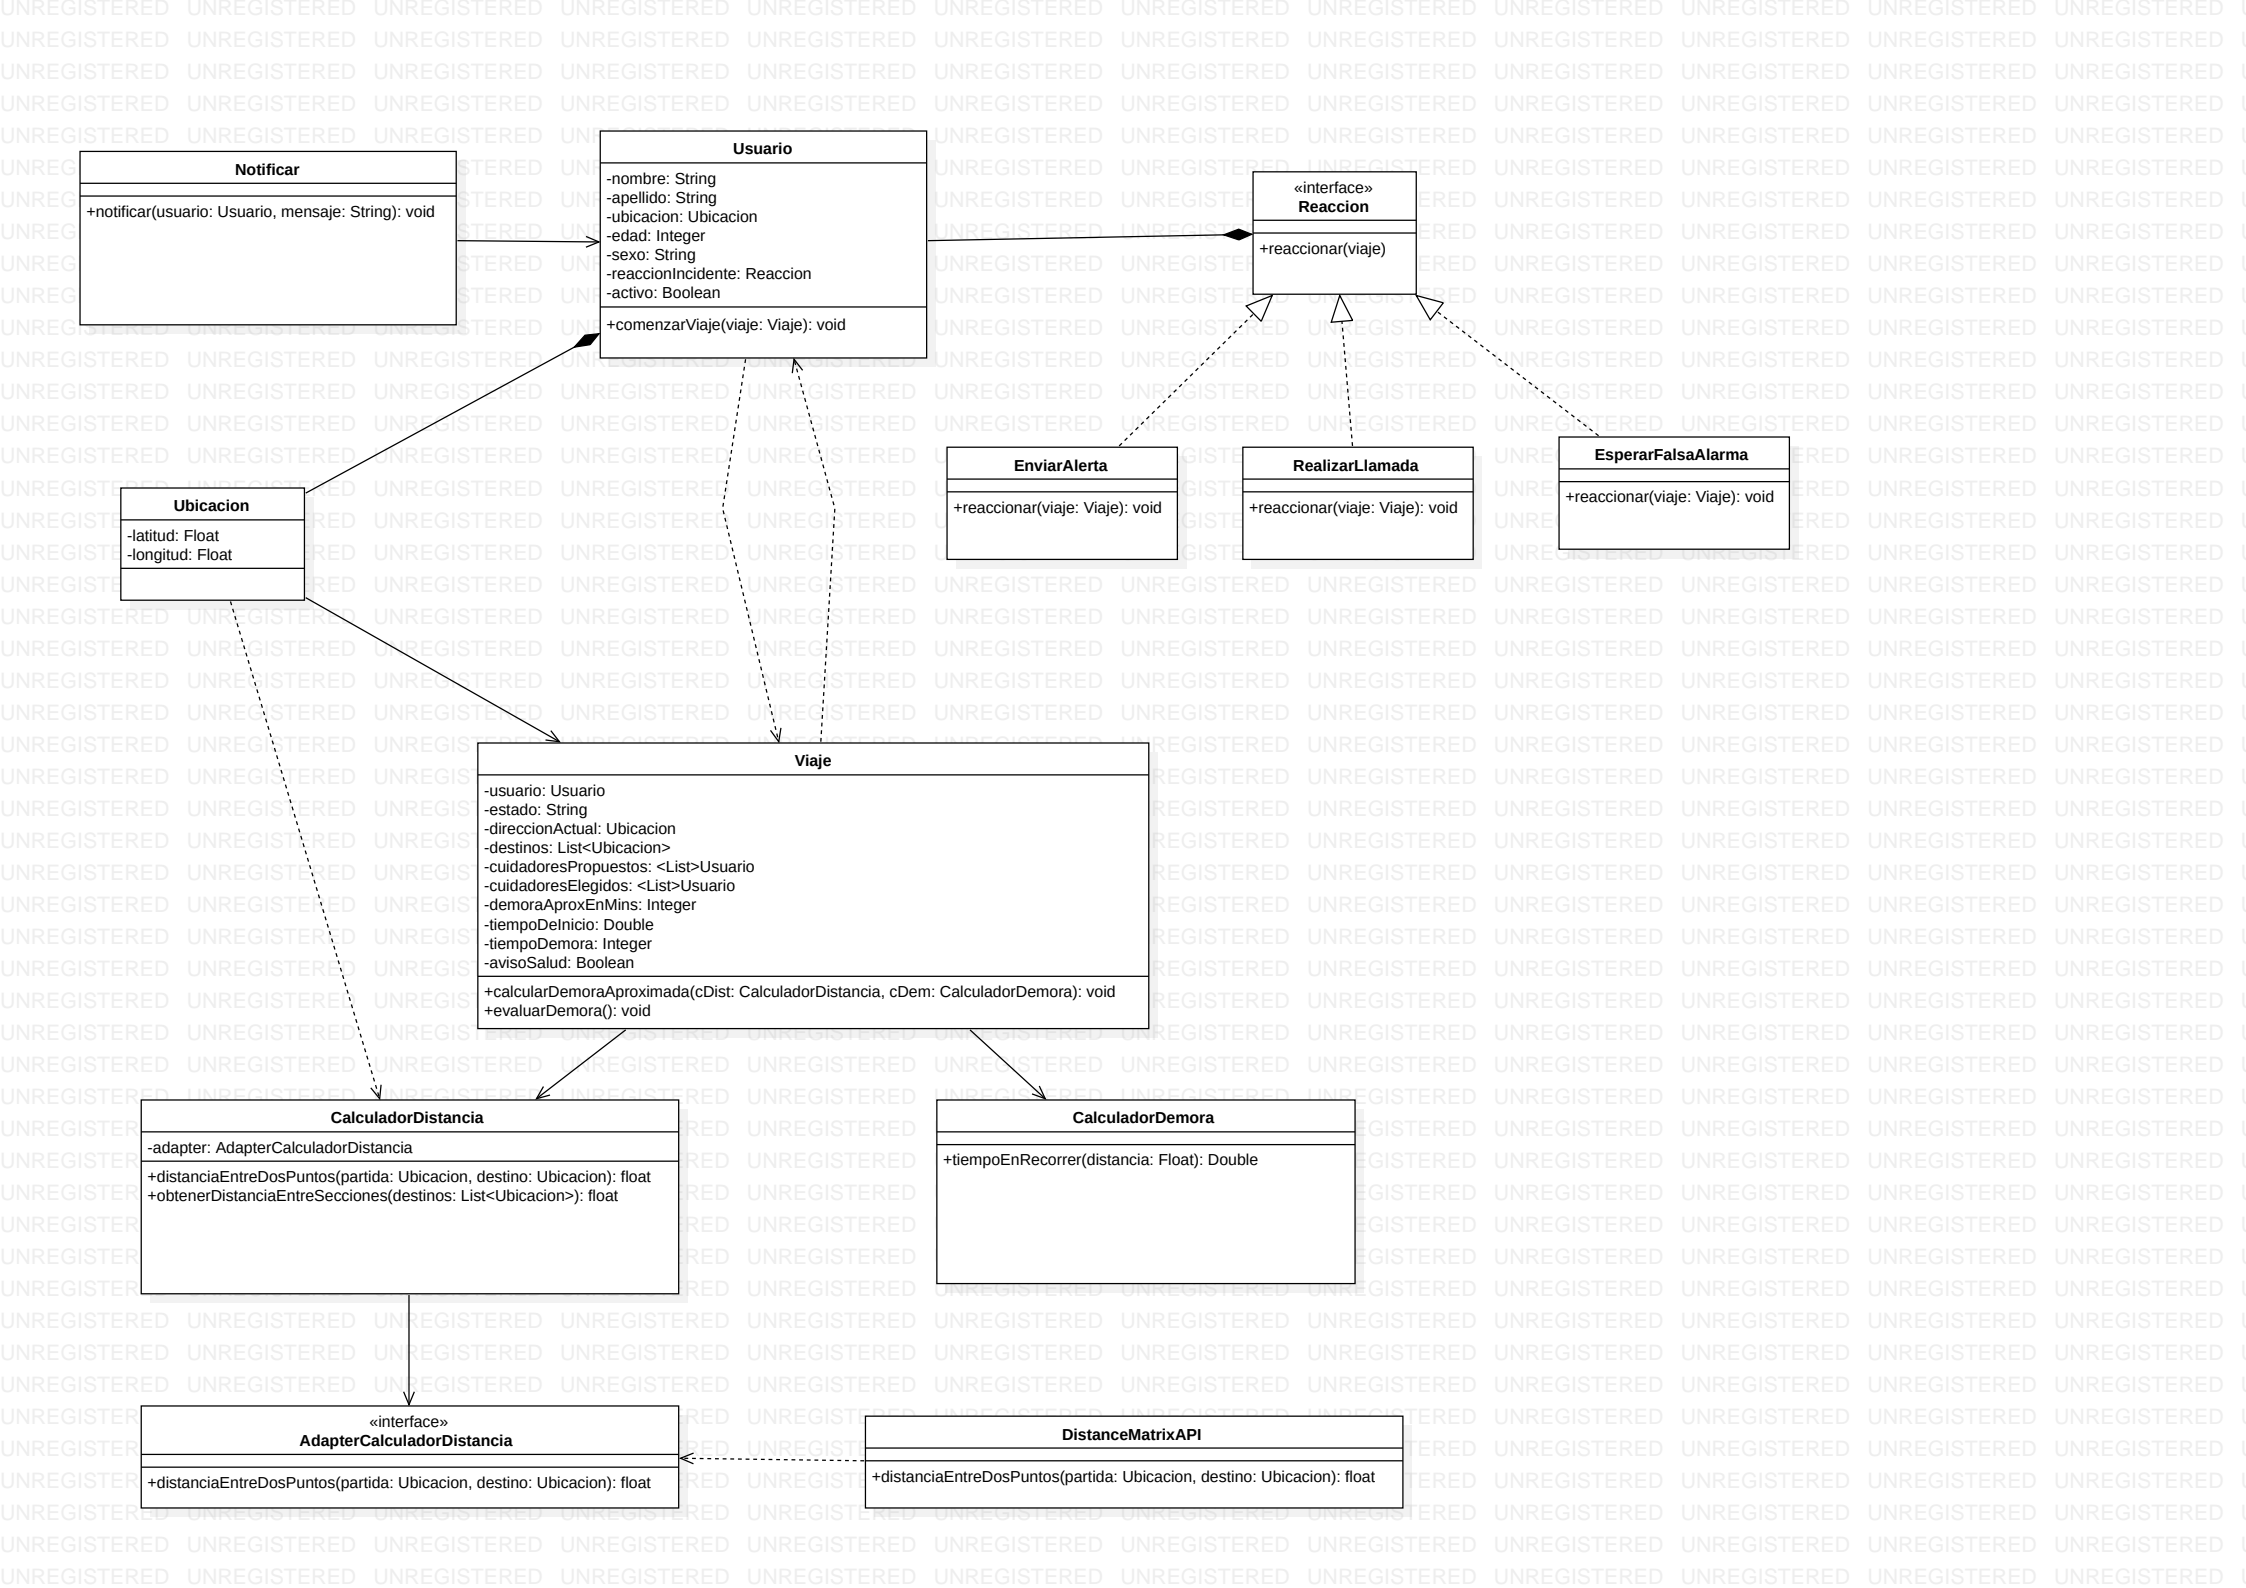 Notificar
+notificar(usuario: Usuario, mensaje: String): void
Usuario
-nombre: String
-apellido: String
-ubicacion: Ubicacion
-edad: Integer
-sexo: String
-reaccionIncidente: Reaccion
-activo: Boolean
+comenzarViaje(viaje: Viaje): void
«interface»
Reaccion
+reaccionar(viaje)
EnviarAlerta
+reaccionar(viaje: Viaje): void
RealizarLlamada
+reaccionar(viaje: Viaje): void
EsperarFalsaAlarma
+reaccionar(viaje: Viaje): void
Ubicacion
-latitud: Float
-longitud: Float
Viaje
-usuario: Usuario
-estado: String
-direccionActual: Ubicacion
-destinos: List<Ubicacion>
-cuidadoresPropuestos: <List>Usuario
-cuidadoresElegidos: <List>Usuario
-demoraAproxEnMins: Integer
-tiempoDeInicio: Double
-tiempoDemora: Integer
-avisoSalud: Boolean
+calcularDemoraAproximada(cDist: CalculadorDistancia, cDem: CalculadorDemora): void
+evaluarDemora(): void
CalculadorDistancia
-adapter: AdapterCalculadorDistancia
+distanciaEntreDosPuntos(partida: Ubicacion, destino: Ubicacion): float
+obtenerDistanciaEntreSecciones(destinos: List<Ubicacion>): float
CalculadorDemora
+tiempoEnRecorrer(distancia: Float): Double
«interface»
AdapterCalculadorDistancia
+distanciaEntreDosPuntos(partida: Ubicacion, destino: Ubicacion): float
DistanceMatrixAPI
+distanciaEntreDosPuntos(partida: Ubicacion, destino: Ubicacion): float
UNREGISTERED